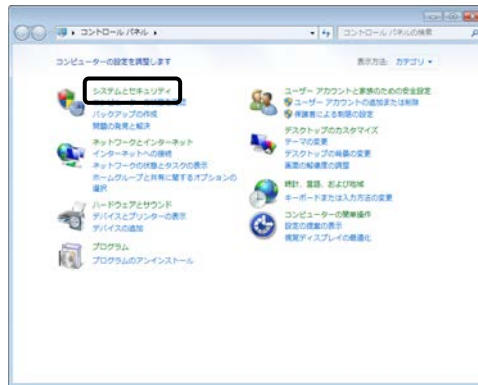 コントロール パネル
コントロール パネルの検索
コンピューターの設定を調整します
表示方法: カテゴリ
システムとセキュリティ
バックアップの作成
問題の発見と解決
ネットワークとインターネット
インターネットへの接続
ネットワークの状態とタスクの表示
ホームグループと共有に関するオプションの
選択
ハードウェアとサウンド
デバイスとプリンターの表示
デバイスの追加
プログラム
プログラムのアンインストール
ユーザー アカウントと家族のための安全設定
ユーザー アカウントの追加または削除
保護者による制限の設定
デスクトップのカスタマイズ
テーマの変更
デスクトップの背景の変更
画面の解像度の調整
時計、言語、および地域
キーボードまたは入力方法の変更
コンピューターの簡単操作
設定の提案の表示
視覚ディスプレイの最適化